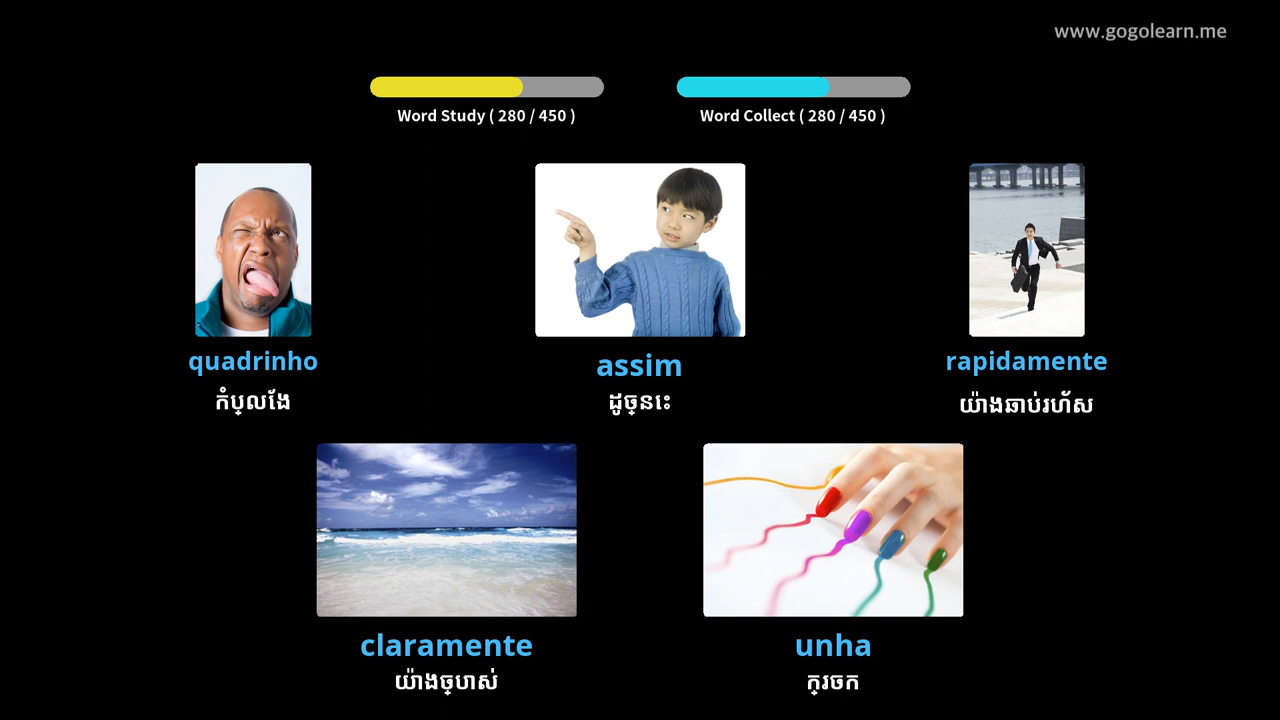 www.gogolearn.me
Word Study ( 280 / 450 )
Word Collect ( 280 / 450 )
quadrinho
assim
rapidamente
កំប្លែង
ដូច្នេះ
យ៉ាងឆាប់រហ័ស
claramente
unha
យ៉ាងច្បាស់
ក្រចក